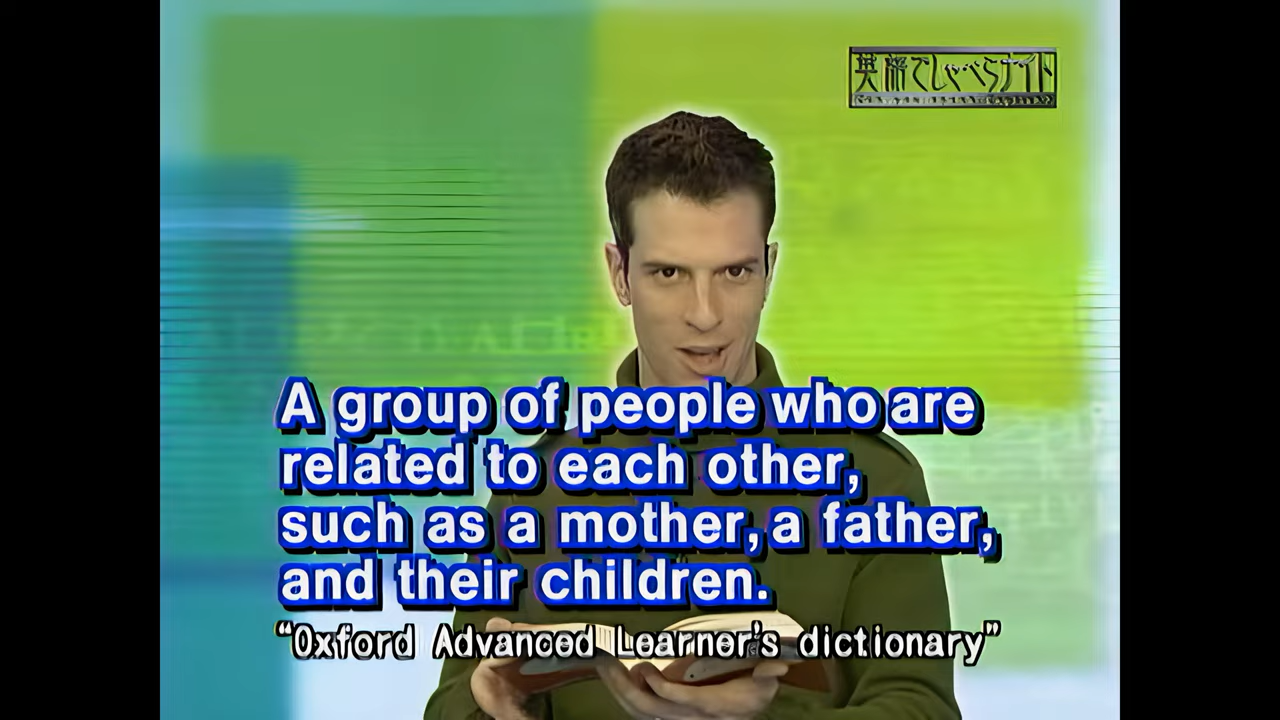 英語でしゃべらナイト
A group of people who are
related to each other,
such as a mother, a father,
and their children.
“Oxford Advanced Learner's dictionary”